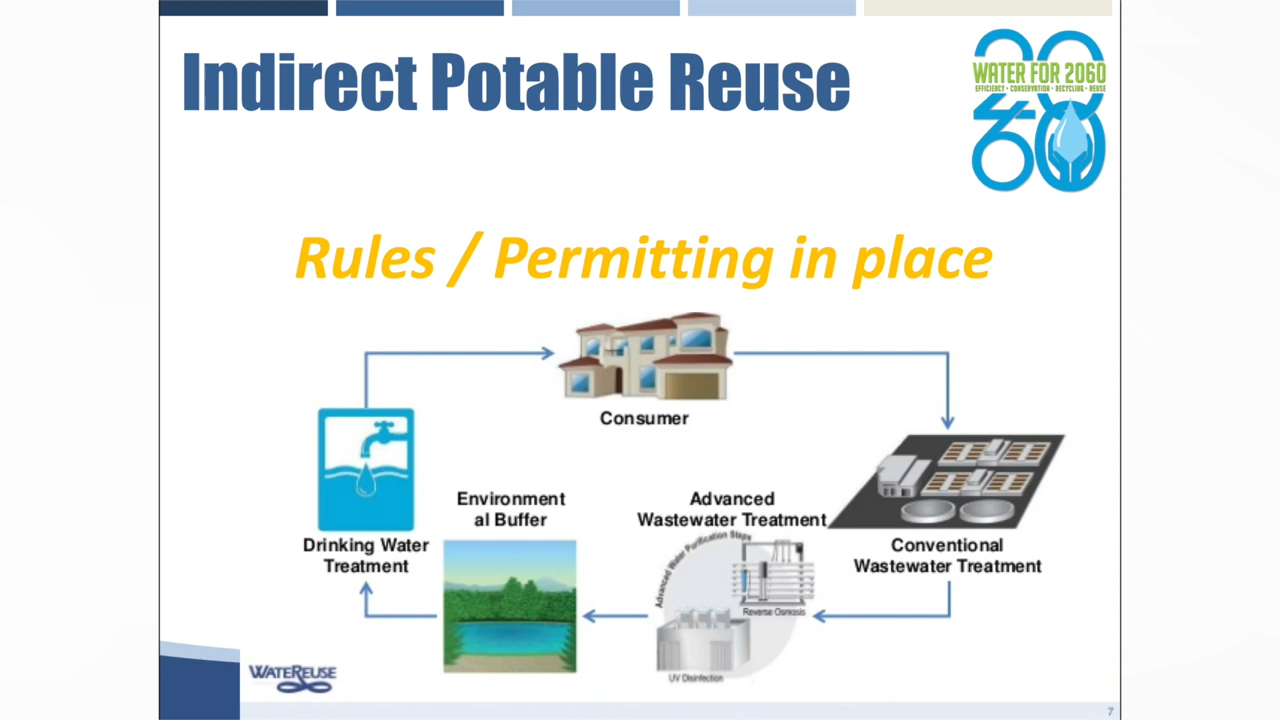 Indirect Potable Reuse
WATER FOR 2060
EFFICIENCY • CONSERVATION • RECYCLING • REUSE
Rules / Permitting in place
Consumer
Environment
al Buffer
Advanced
Wastewater Treatment
Advanced Water Purification Steps
Reverse Osmosis
UV Disinfection
Drinking Water
Treatment
Conventional
Wastewater Treatment
WATEREUSE
7